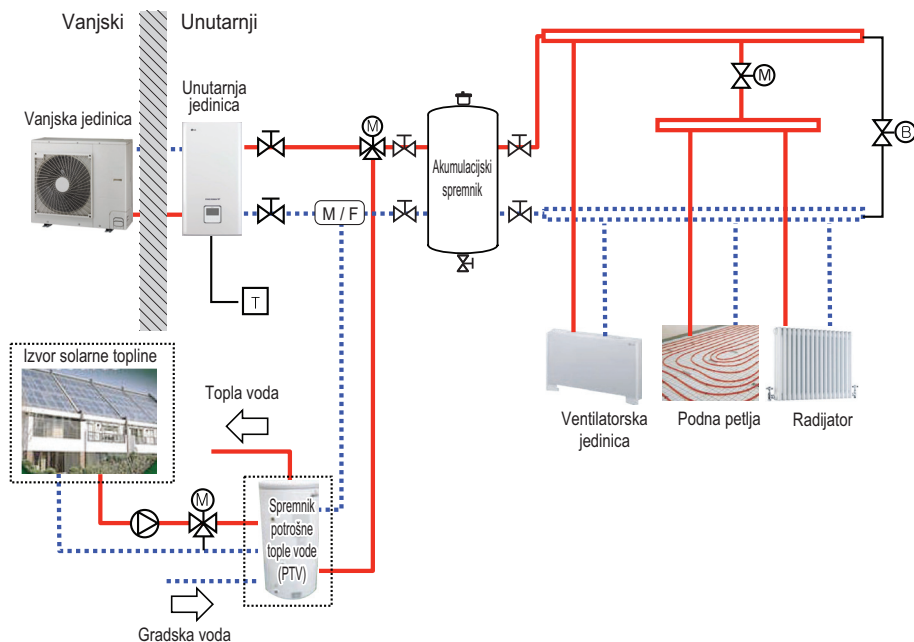 Vanjski
Unutarnji
Unutarnja
jedinica
Vanjska jedinica
M
M
B
Akumulacijski
spremnik
M / F
T
Izvor solarne topline
Topla voda
Ventilatorska
jedinica
Podna petlja
Radijator
M
Spremnik
potrošne
tople vode
(PTV)
Gradska voda